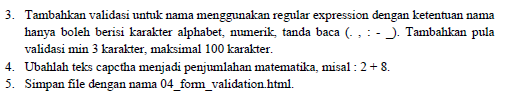 3. Tambahkan validasi untuk nama menggunakan regular expression dengan ketentuan nama
hanya boleh berisi karakter alphabet, numerik, tanda baca (. , : - _). Tambahkan pula
validasi min 3 karakter, maksimal 100 karakter.
4. Ubahlah teks capctha menjadi penjumlahan matematika, misal : 2 + 8.
5. Simpan file dengan nama 04_form_validation.html.